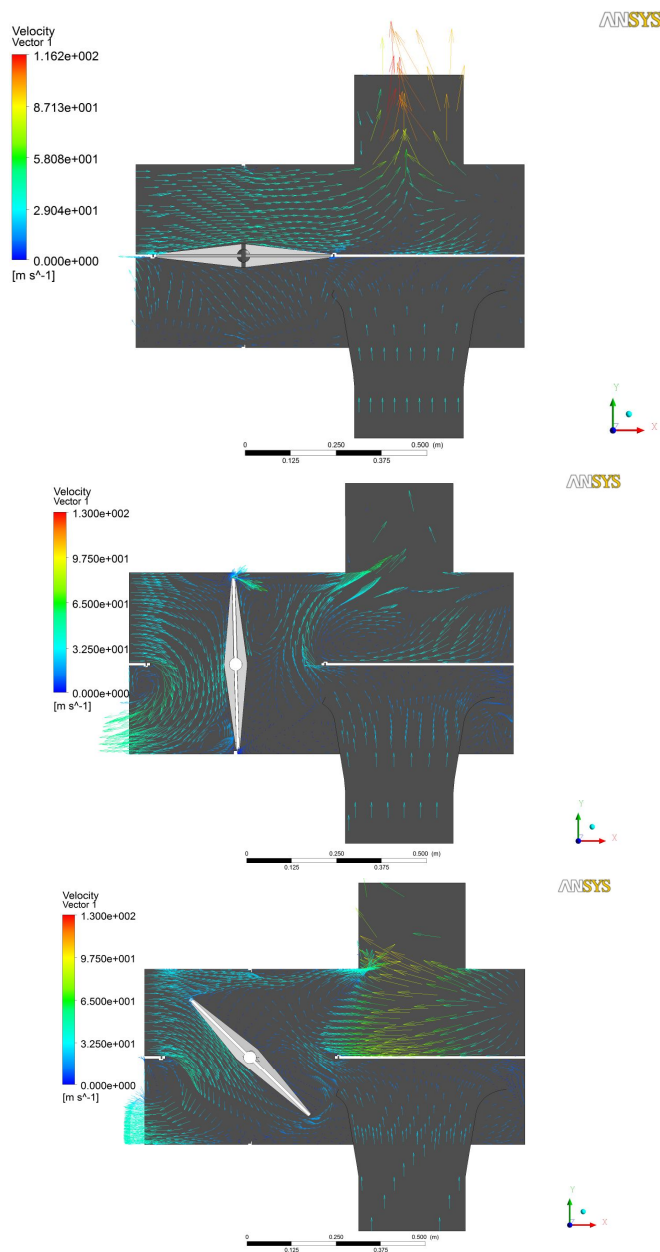 ANSYS
Velocity
Vector 1
1.162e+002
8.713e+001
5.808e+001
2.904e+001
0.000e+000
[m s^-1]
Y
X
Z
0 0.250 0.500 (m)
0.125 0.375
ANSYS
Velocity
Vector 1
1.300e+002
9.750e+001
6.500e+001
3.250e+001
0.000e+000
[m s^-1]
Y
X
Z
0 0.250 0.500 (m)
0.125 0.375
ANSYS
Velocity
Vector 1
1.300e+002
9.750e+001
6.500e+001
3.250e+001
0.000e+000
[m s^-1]
Y
X
Z
0 0.250 0.500 (m)
0.125 0.375